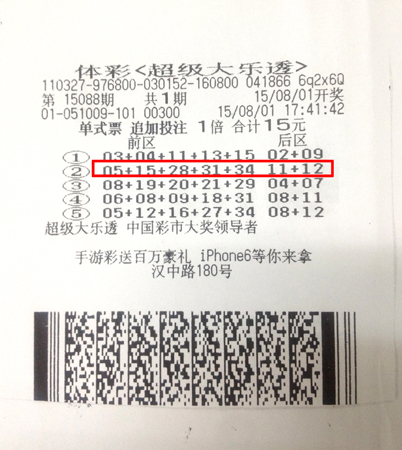 体彩<超级大乐透>
110327-976800-030152-160800 041866 6q2x6Q
第 15088期 共1期 15/08/01开奖
01-051009-101 00300 15/08/01 17:41:42
单式票 追加投注 1倍 合计15元
前区 后区
① 03+04+11+13+15 02+09
② 05+15+28+31+34 11+12
③ 08+19+20+21+29 04+07
④ 06+08+09+18+31 08+11
⑤ 05+12+16+27+34 08+12
超级大乐透 中国彩市大奖领导者
手游彩送百万豪礼 iPhone6等你来拿
汉中路180号